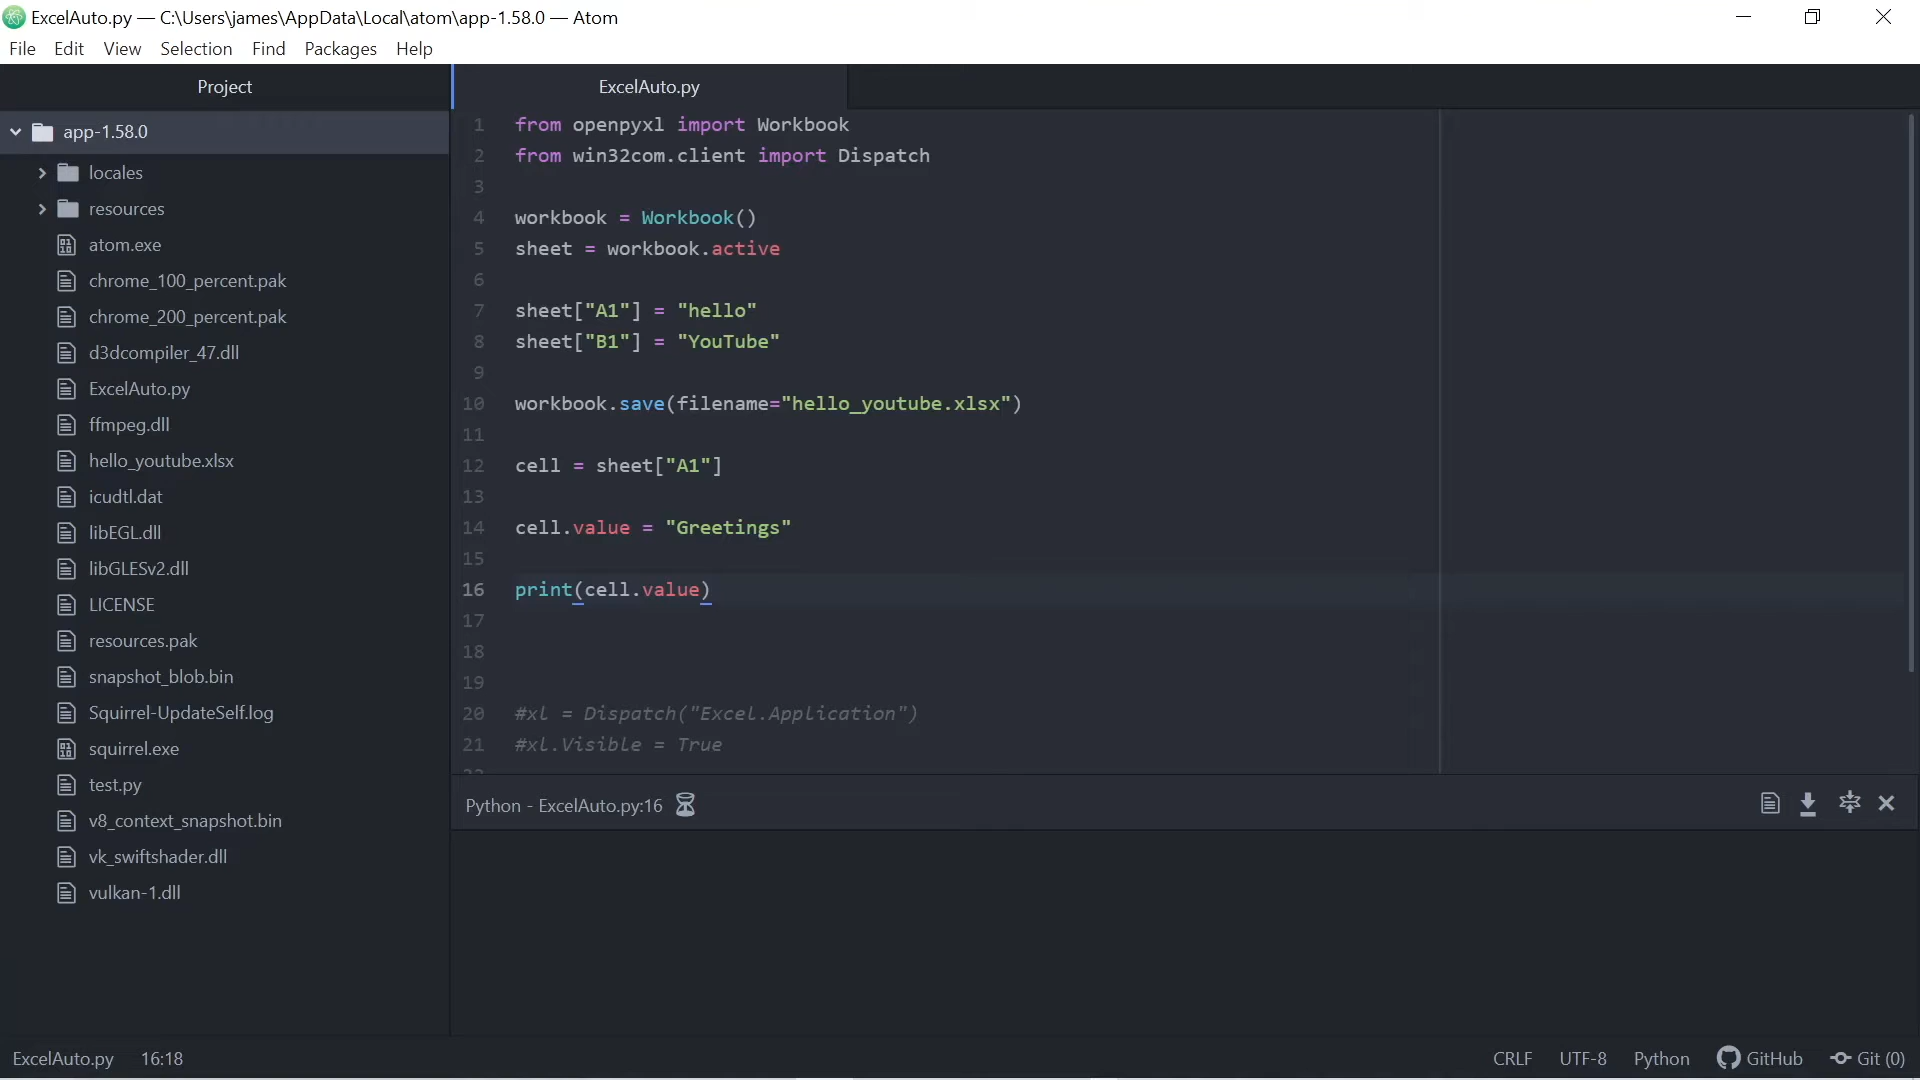 ExcelAuto.py — C:\Users\james\AppData\Local\atom\app-1.58.0 — Atom
File Edit View Selection Find Packages Help
Project
app-1.58.0
locales
resources
atom.exe
chrome_100_percent.pak
chrome_200_percent.pak
d3dcompiler_47.dll
ExcelAuto.py
ffmpeg.dll
hello_youtube.xlsx
icudtl.dat
libEGL.dll
libGLESv2.dll
LICENSE
resources.pak
snapshot_blob.bin
Squirrel-UpdateSelf.log
squirrel.exe
test.py
v8_context_snapshot.bin
vk_swiftshader.dll
vulkan-1.dll
ExcelAuto.py
1 from openpyxl import Workbook
2 from win32com.client import Dispatch
3
4 workbook = Workbook()
5 sheet = workbook.active
6
7 sheet["A1"] = "hello"
8 sheet["B1"] = "YouTube"
9
10 workbook.save(filename="hello_youtube.xlsx")
11
12 cell = sheet["A1"]
13
14 cell.value = "Greetings"
15
16 print(cell.value)
17
18
19
20 #xl = Dispatch("Excel.Application")
21 #xl.Visible = True
Python - ExcelAuto.py:16
ExcelAuto.py 16:18 CRLF UTF-8 Python GitHub Git (0)